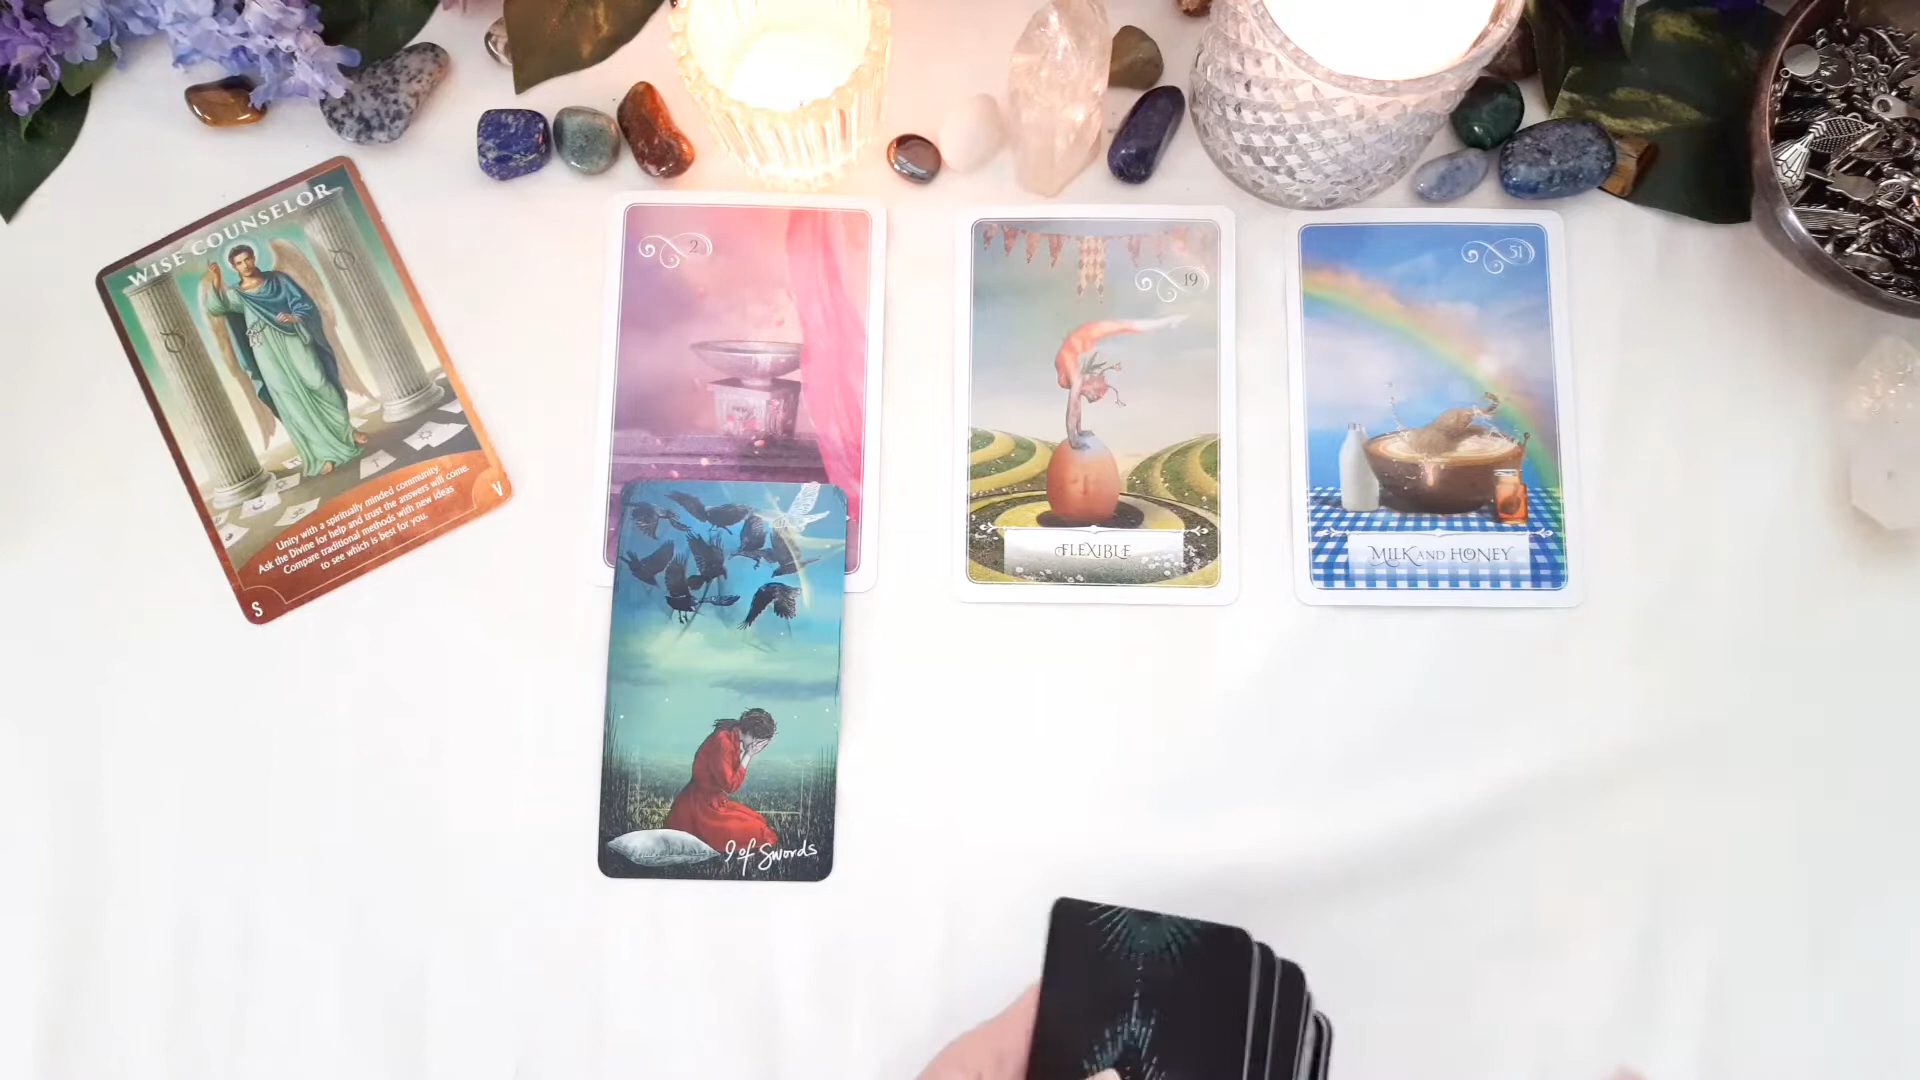 WISE COUNSELOR
Unity with a spiritually minded community.
Ask the Divine for help and trust the answers will come.
Compare traditional methods with new ideas
to see which is best for you.
S
V
2
9 of Swords
19
FLEXIBLE
51
MILK AND HONEY